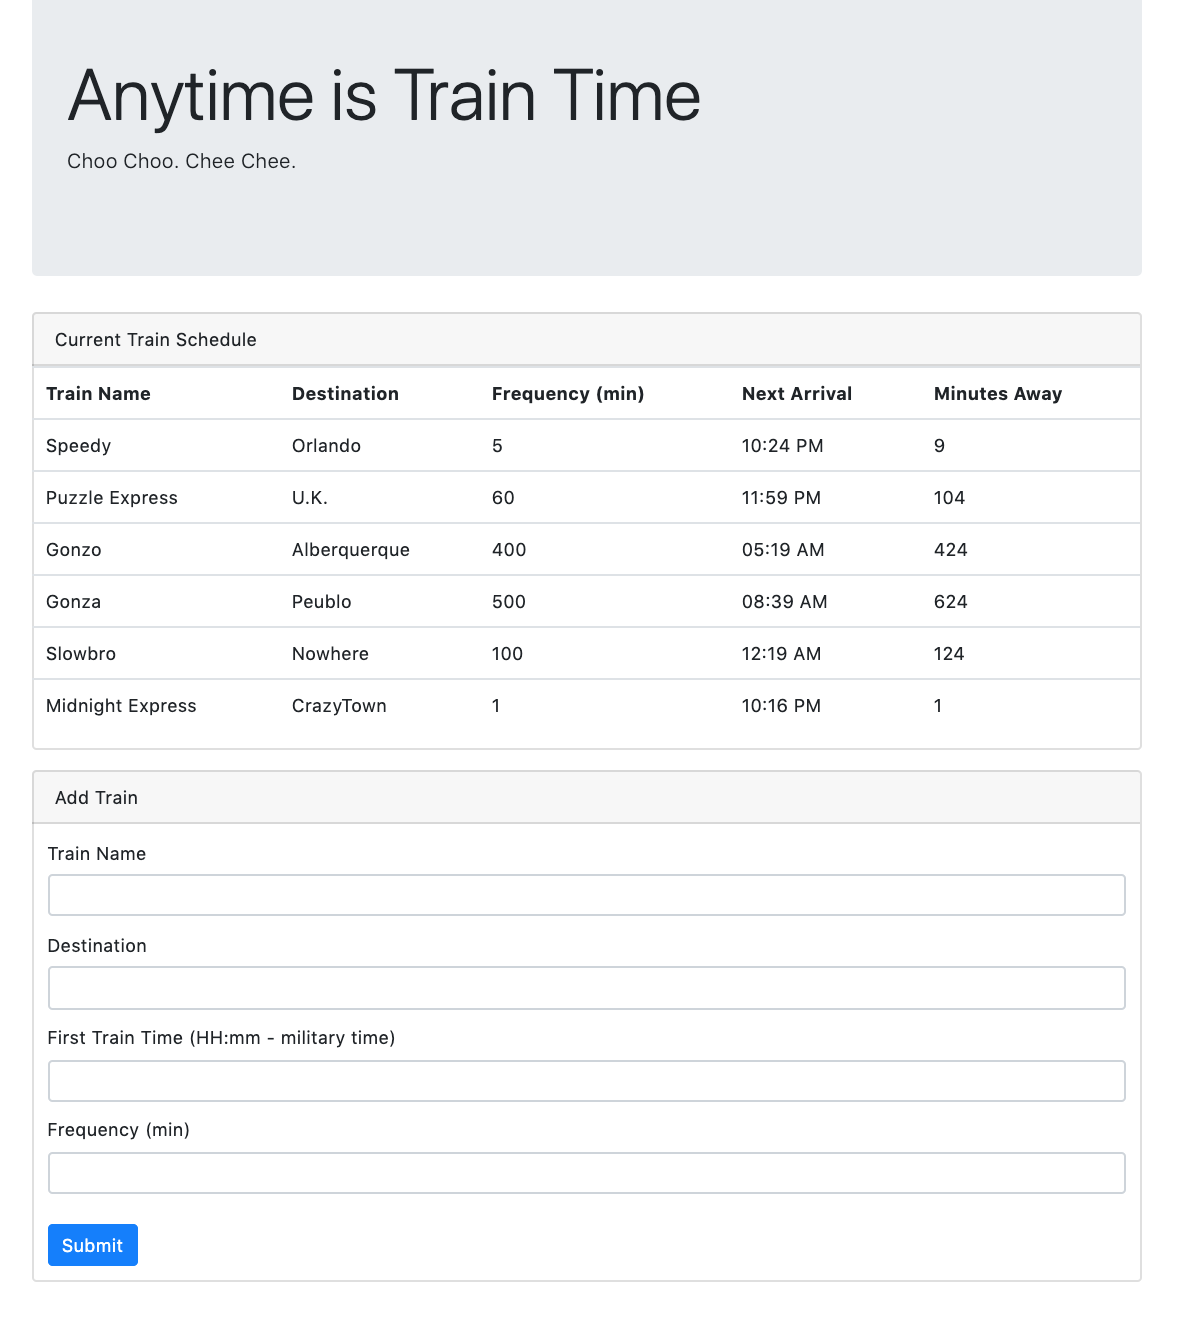 Anytime is Train Time
Choo Choo. Chee Chee.
Current Train Schedule
Train Name Destination Frequency (min) Next Arrival Minutes Away
Speedy Orlando 5 10:24 PM 9
Puzzle Express U.K. 60 11:59 PM 104
Gonzo Alberquerque 400 05:19 AM 424
Gonza Peublo 500 08:39 AM 624
Slowbro Nowhere 100 12:19 AM 124
Midnight Express CrazyTown 1 10:16 PM 1
Add Train
Train Name
Destination
First Train Time (HH:mm - military time)
Frequency (min)
Submit